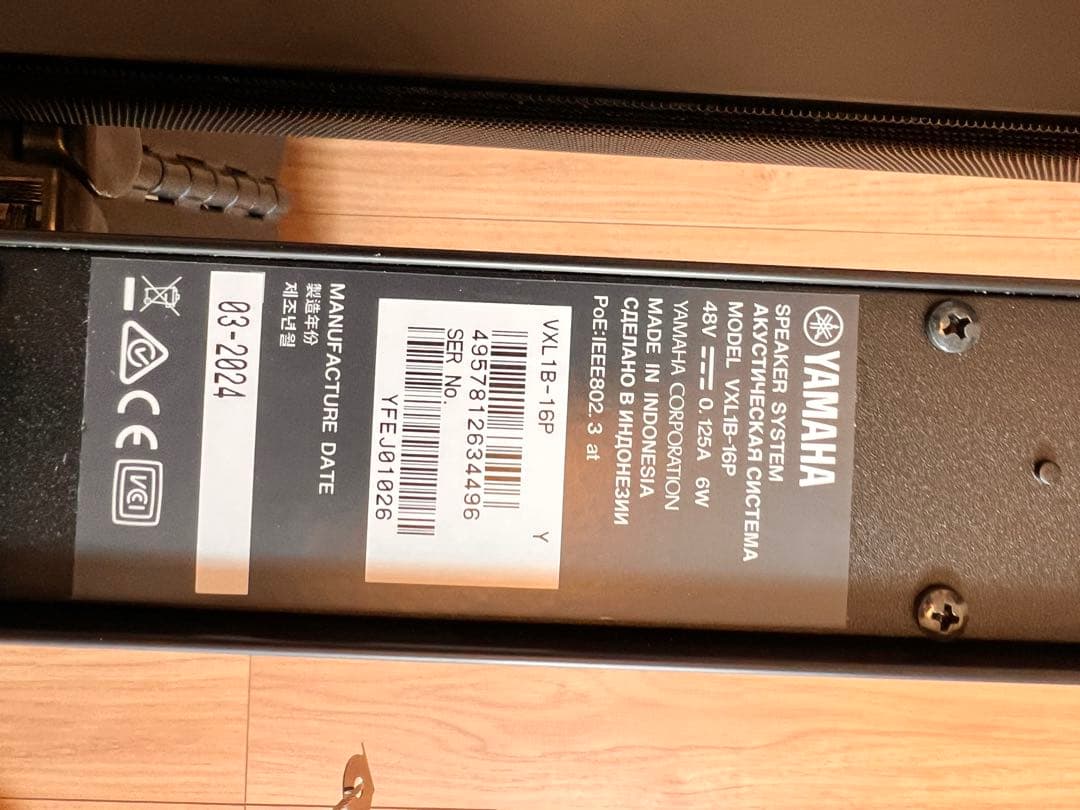 YAMAHA
SPEAKER SYSTEM
АКУСТИЧЕСКАЯ СИСТЕМА
MODEL VXL1B-16P
48V 0.125A 6W
YAMAHA CORPORATION
MADE IN INDONESIA
СДЕЛАНО В ИНДОНЕЗИИ
PoE:IEEE802.3 at
VXL1B-16P Y
4957812634496
SER No.
YFEJ01026
MANUFACTURE DATE
製造年份
제조년월
03-2024
CE
VCI